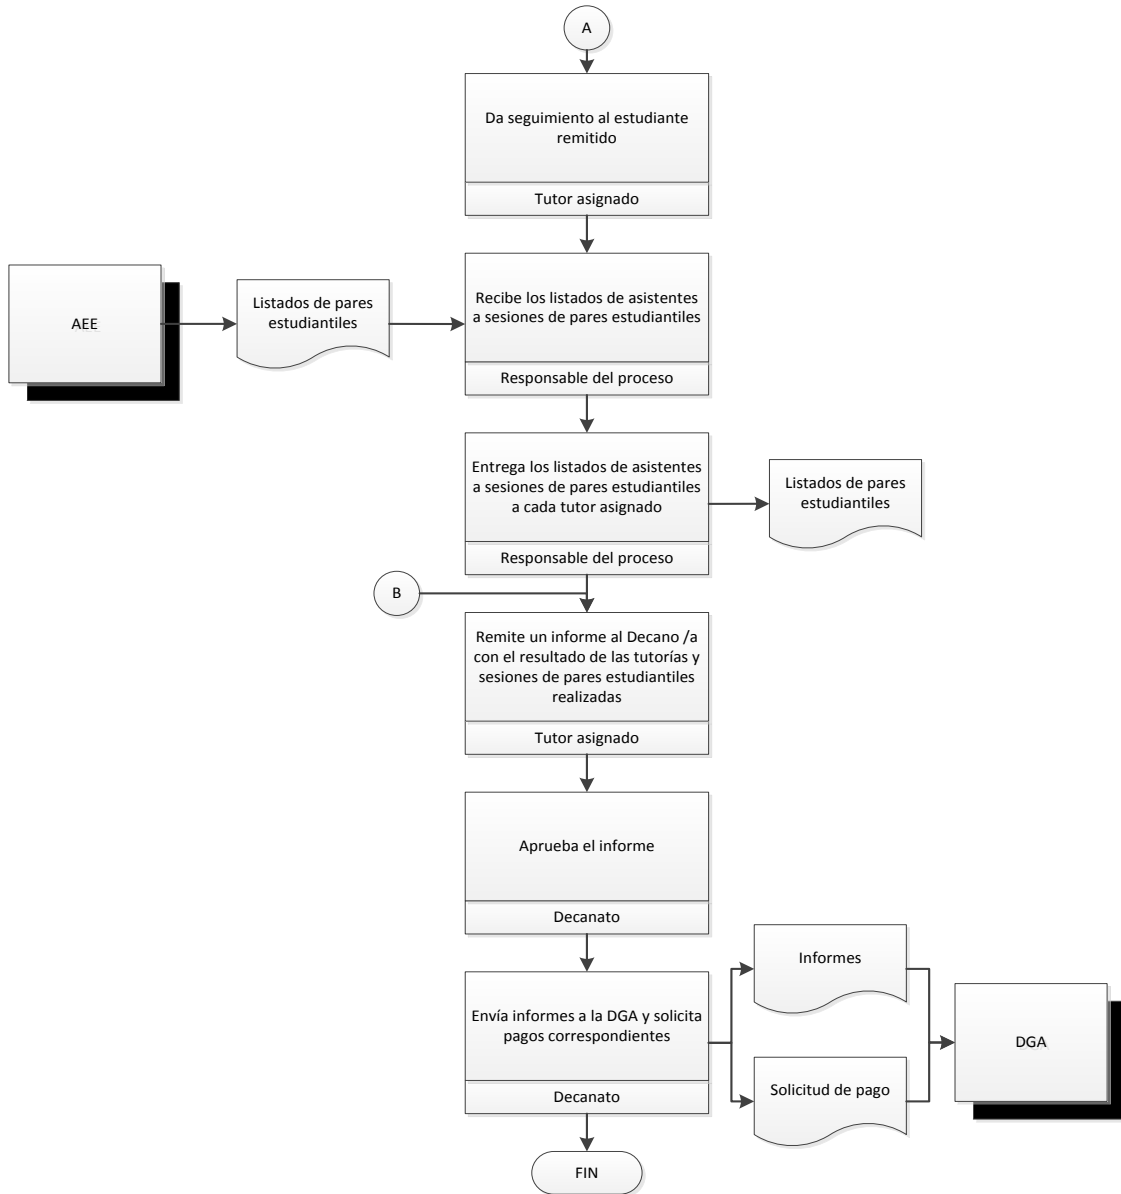 A
Da seguimiento al estudiante
remitido
Tutor asignado
AEE
Listados de pares
estudiantiles
Recibe los listados de asistentes
a sesiones de pares estudiantiles
Responsable del proceso
Entrega los listados de asistentes
a sesiones de pares estudiantiles
a cada tutor asignado
Responsable del proceso
Listados de pares
estudiantiles
B
Remite un informe al Decano /a
con el resultado de las tutorías y
sesiones de pares estudiantiles
realizadas
Tutor asignado
Aprueba el informe
Decanato
Envía informes a la DGA y solicita
pagos correspondientes
Decanato
Informes
Solicitud de pago
DGA
FIN